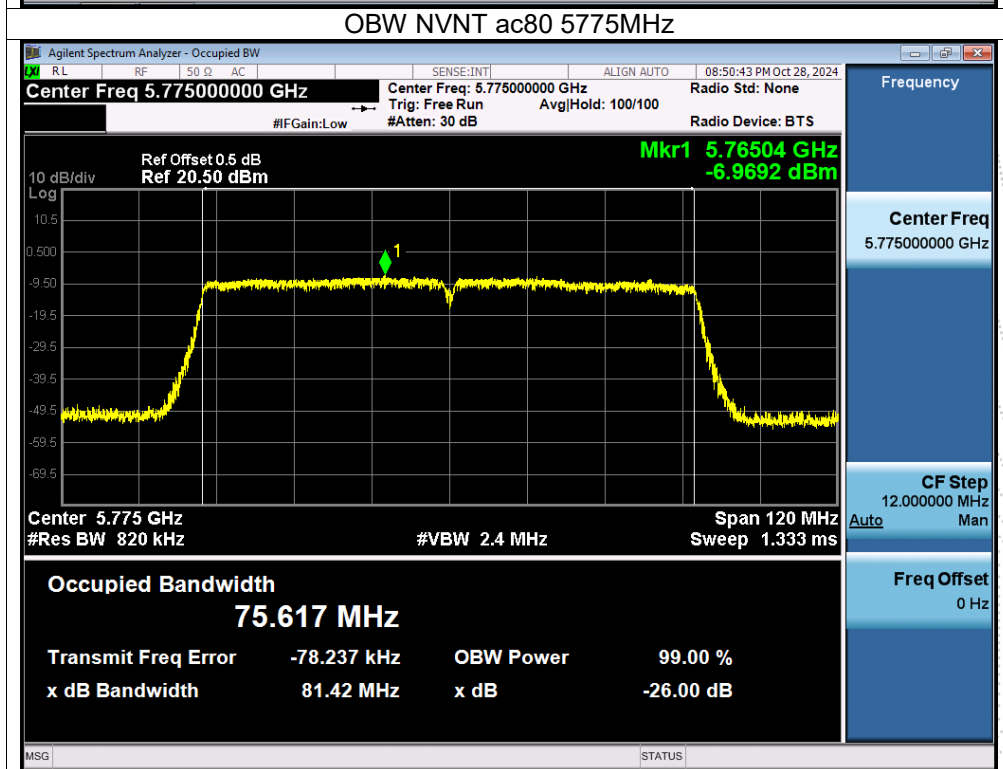 OBW NVNT ac80 5775MHz
Agilent Spectrum Analyzer - Occupied BW
LXI RL RF 50 Ω AC SENSE:INT ALIGN AUTO 08:50:43 PM Oct 28, 2024
Center Freq 5.775000000 GHz
Center Freq: 5.775000000 GHz Radio Std: None
Trig: Free Run Avg|Hold: 100/100
#IFGain:Low #Atten: 30 dB Radio Device: BTS
Frequency
Mkr1 5.76504 GHz
-6.9692 dBm
Ref Offset 0.5 dB
10 dB/div Ref 20.50 dBm
Log
10.5
0.500
-9.50
-19.5
-29.5
-39.5
-49.5
-59.5
-69.5
1
Center Freq
5.775000000 GHz
CF Step
12.000000 MHz
Auto Man
Freq Offset
0 Hz
Center 5.775 GHz Span 120 MHz
#Res BW 820 kHz #VBW 2.4 MHz Sweep 1.333 ms
Occupied Bandwidth
75.617 MHz
Transmit Freq Error -78.237 kHz OBW Power 99.00 %
x dB Bandwidth 81.42 MHz x dB -26.00 dB
MSG STATUS